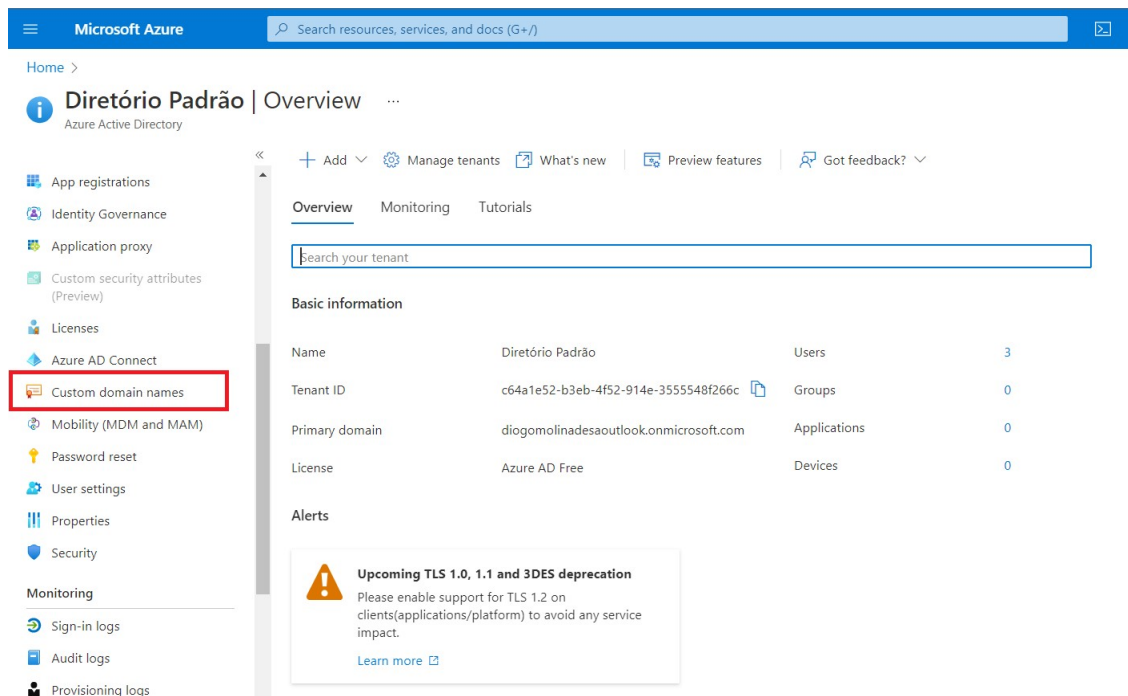 Microsoft Azure
Search resources, services, and docs (G+/)
Home >
Diretório Padrão | Overview ...
Azure Active Directory
«
App registrations
Identity Governance
Application proxy
Custom security attributes
(Preview)
Licenses
Azure AD Connect
Custom domain names
Mobility (MDM and MAM)
Password reset
User settings
Properties
Security
Monitoring
Sign-in logs
Audit logs
Provisioning logs
Add
Manage tenants
What's new
Preview features
Got feedback?
Overview
Monitoring
Tutorials
Search your tenant
Basic information
Name Diretório Padrão
Tenant ID c64a1e52-b3eb-4f52-914e-3555548f266c
Primary domain diogomolinadesaoutlook.onmicrosoft.com
License Azure AD Free
Users 3
Groups 0
Applications 0
Devices 0
Alerts
Upcoming TLS 1.0, 1.1 and 3DES deprecation
Please enable support for TLS 1.2 on
clients(applications/platform) to avoid any service
impact.
Learn more